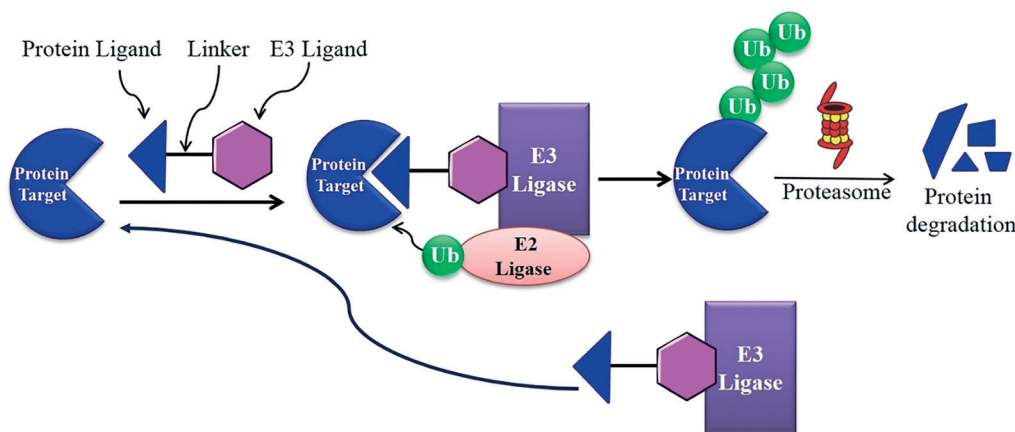 Protein Ligand
Linker
E3 Ligand
Protein
Target
Protein
Target
E3
Ligase
Ub
E2
Ligase
Ub
Ub
Ub
Ub
Protein
Target
Proteasome
Protein
degradation
E3
Ligase